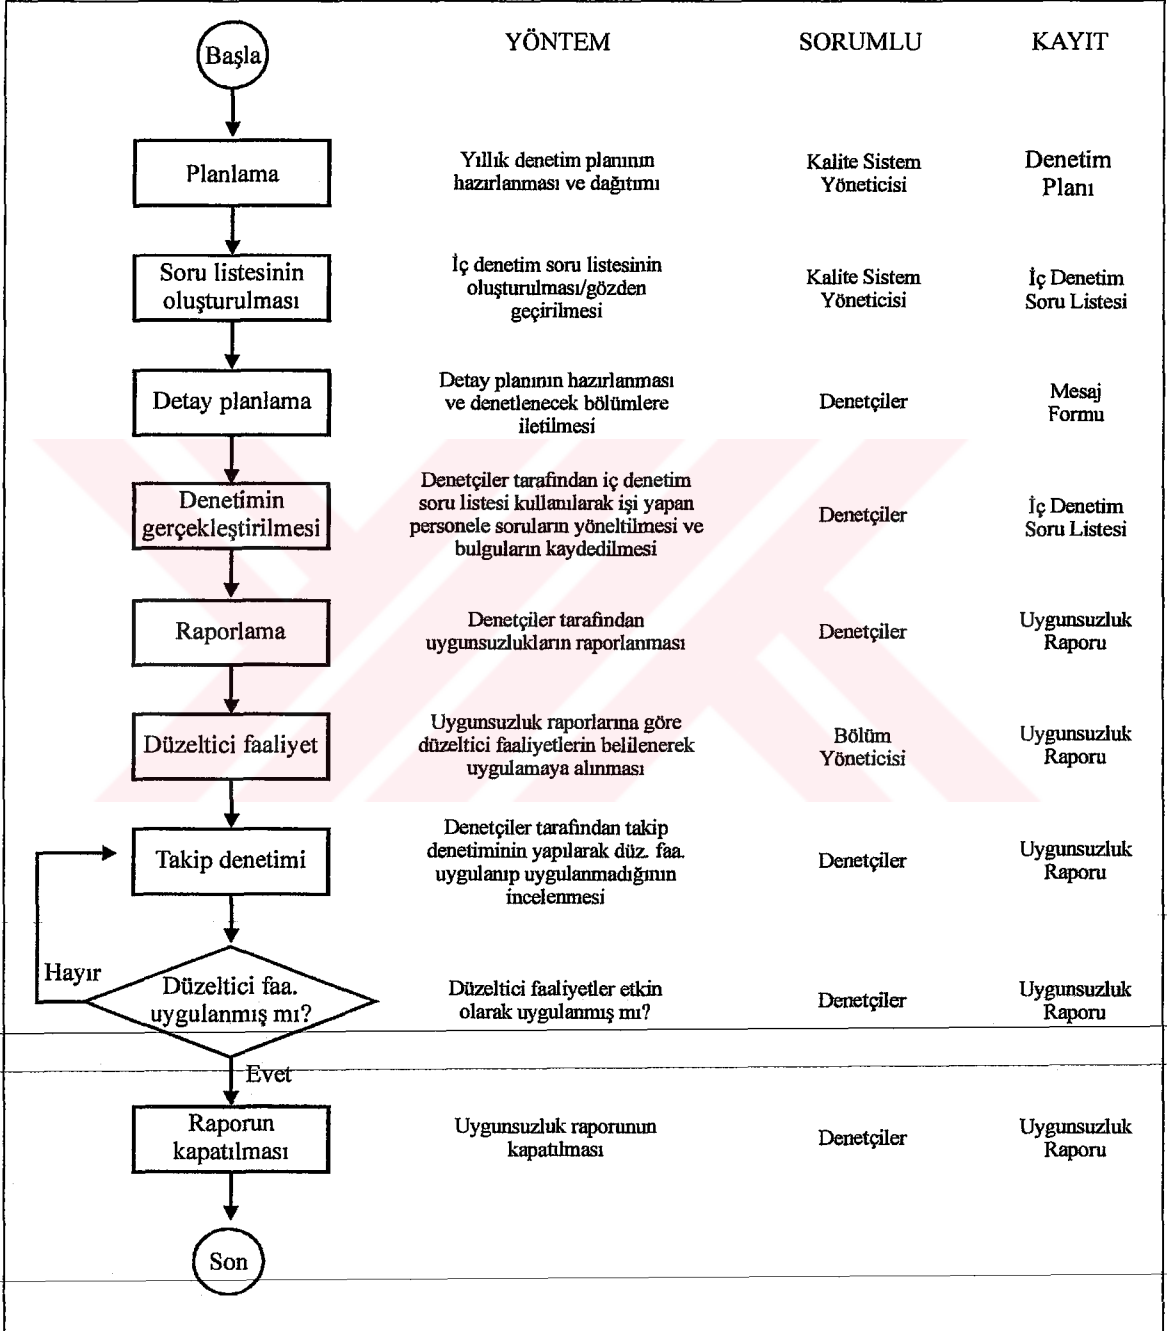 Başla
YÖNTEM
SORUMLU
KAYIT
Planlama
Yıllık denetim planının
hazırlanması ve dağıtımı
Kalite Sistem
Yöneticisi
Denetim
Planı
Soru listesinin
oluşturulması
İç denetim soru listesinin
oluşturulması/gözden
geçirilmesi
Kalite Sistem
Yöneticisi
İç Denetim
Soru Listesi
Detay planlama
Detay planının hazırlanması
ve denetlenecek bölümlere
iletilmesi
Denetçiler
Mesaj
Formu
Denetimin
gerçekleştirilmesi
Denetçiler tarafından iç denetim
soru listesi kullanılarak işi yapan
personele soruların yöneltilmesi ve
bulguların kaydedilmesi
Denetçiler
İç Denetim
Soru Listesi
Raporlama
Denetçiler tarafından
uygunsuzlukların raporlanması
Denetçiler
Uygunsuzluk
Raporu
Düzeltici faaliyet
Uygunsuzluk raporlarına göre
düzeltici faaliyetlerin belilenerek
uygulamaya alınması
Bölüm
Yöneticisi
Uygunsuzluk
Raporu
Takip denetimi
Denetçiler tarafından takip
denetiminin yapılarak düz. faa.
uygulanıp uygulanmadığının
incelenmesi
Denetçiler
Uygunsuzluk
Raporu
Hayır
Düzeltici faa.
uygulanmış mı?
Düzeltici faaliyetler etkin
olarak uygulanmış mı?
Denetçiler
Uygunsuzluk
Raporu
Evet
Raporun
kapatılması
Uygunsuzluk raporunun
kapatılması
Denetçiler
Uygunsuzluk
Raporu
Son